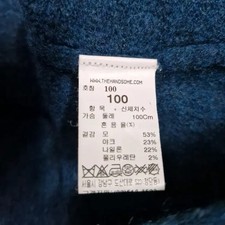 WWW.THEHANDSOME.COM
호칭 100
100
항 목 - 신체치수
가슴 둘레 100Cm
혼 용 율(%)
겉감 모 53%
아크 23%
나일론 22%
폴리우레탄 2%